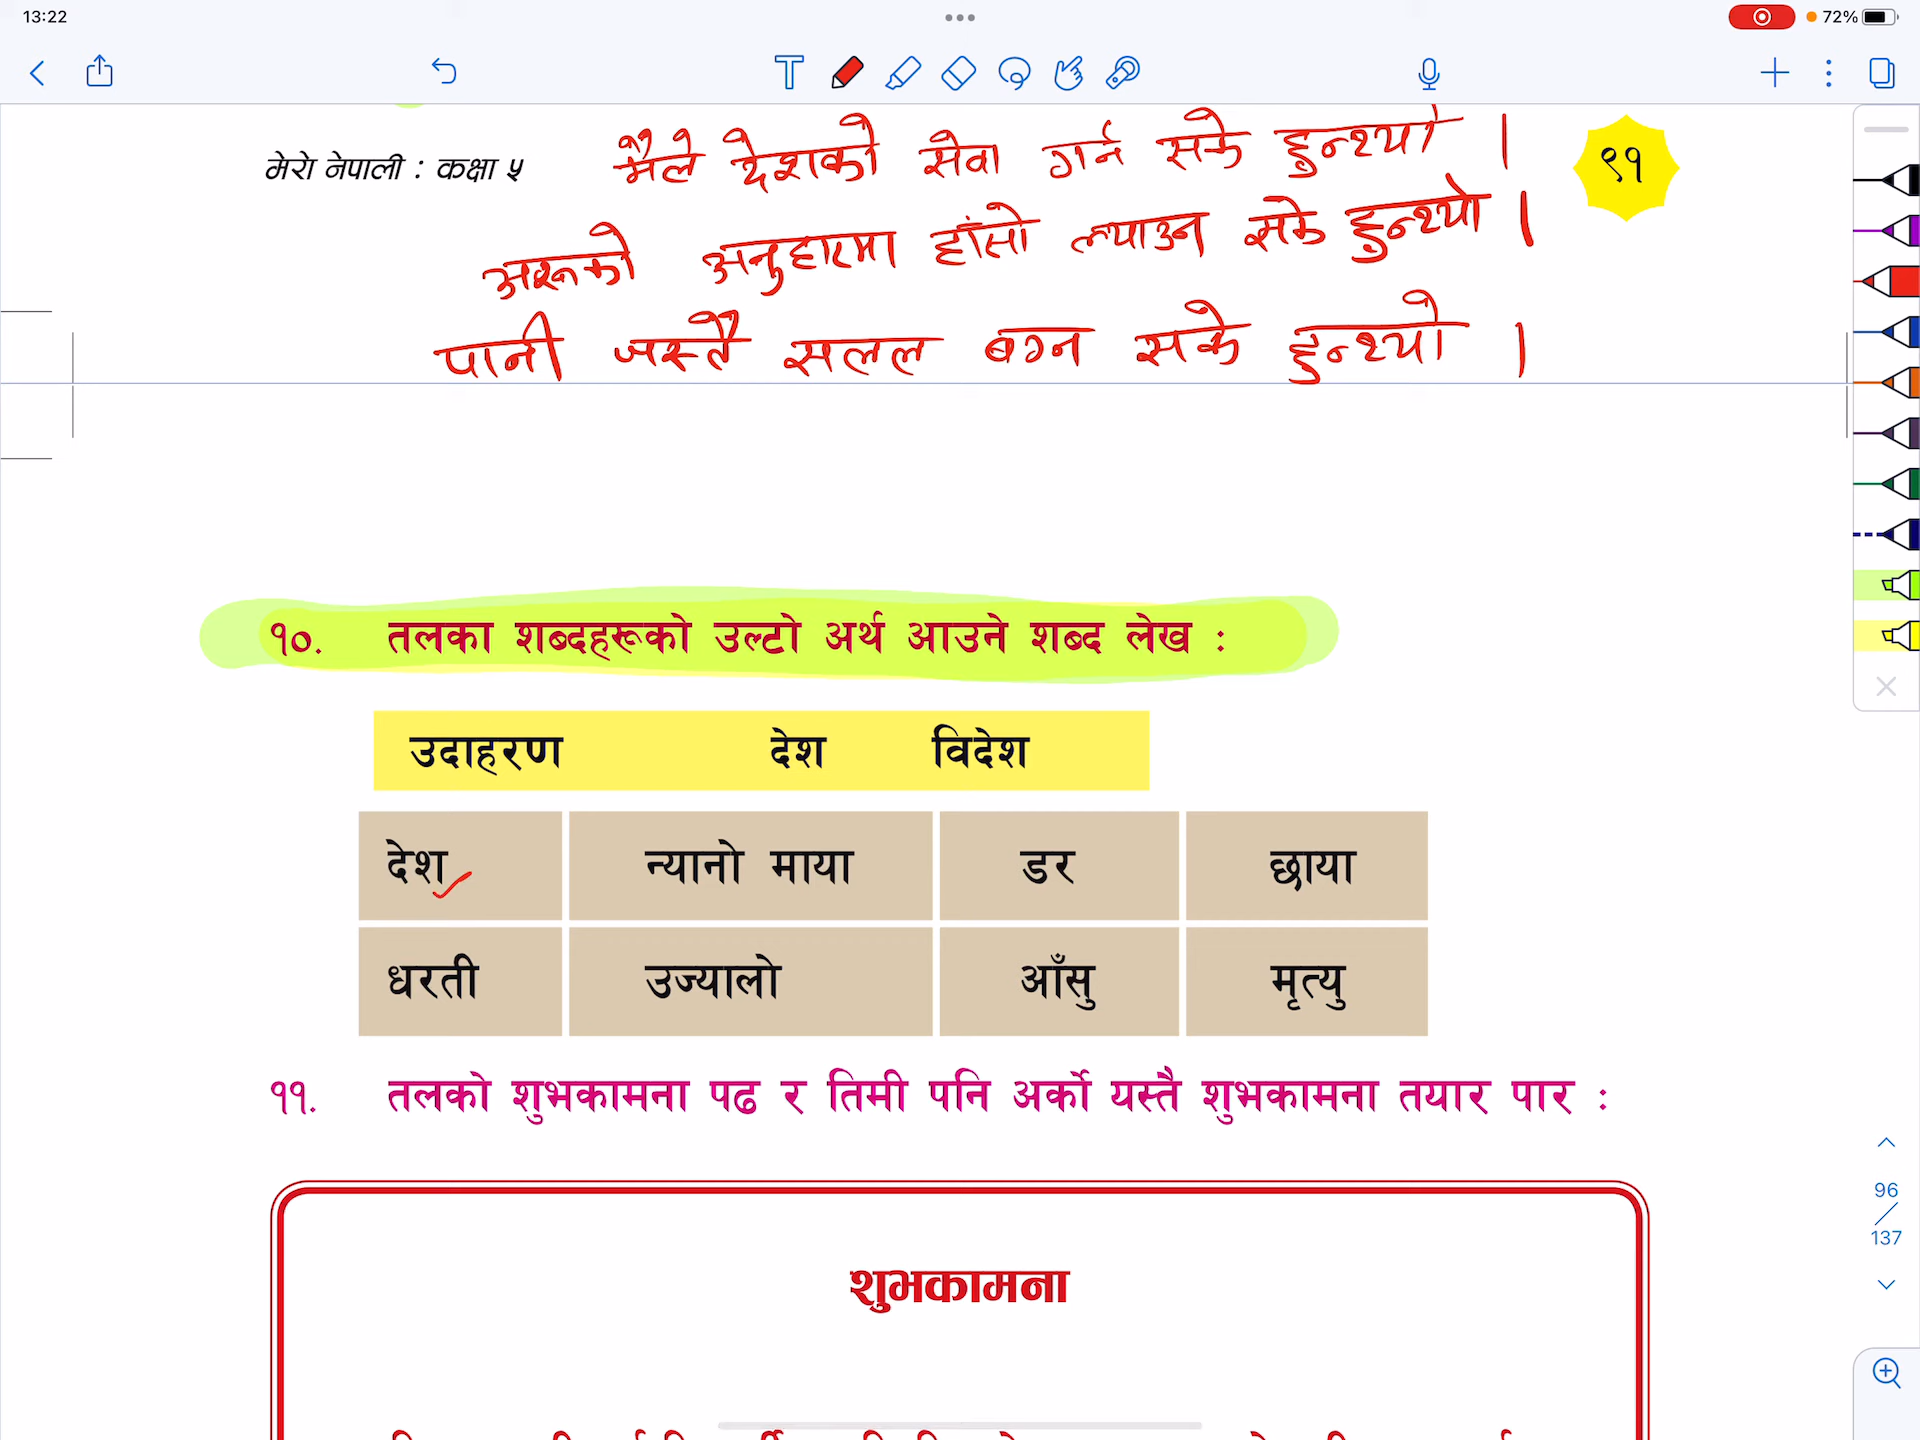 13:22
72%
मेरो नेपाली : कक्षा ५
९१
मैले देशको सेवा गर्न सके हुन्थ्यो ।
अरूको अनुहारमा हाँसो ल्याउन सके हुन्थ्यो ।
पानी जस्तै सलल बग्न सके हुन्थ्यो ।
१०. तलका शब्दहरूको उल्टो अर्थ आउने शब्द लेख :
उदाहरण देश विदेश
देश न्यानो माया डर छाया
धरती उज्यालो आँसु मृत्यु
११. तलको शुभकामना पढ र तिमी पनि अर्को यस्तै शुभकामना तयार पार :
शुभकामना
96
137